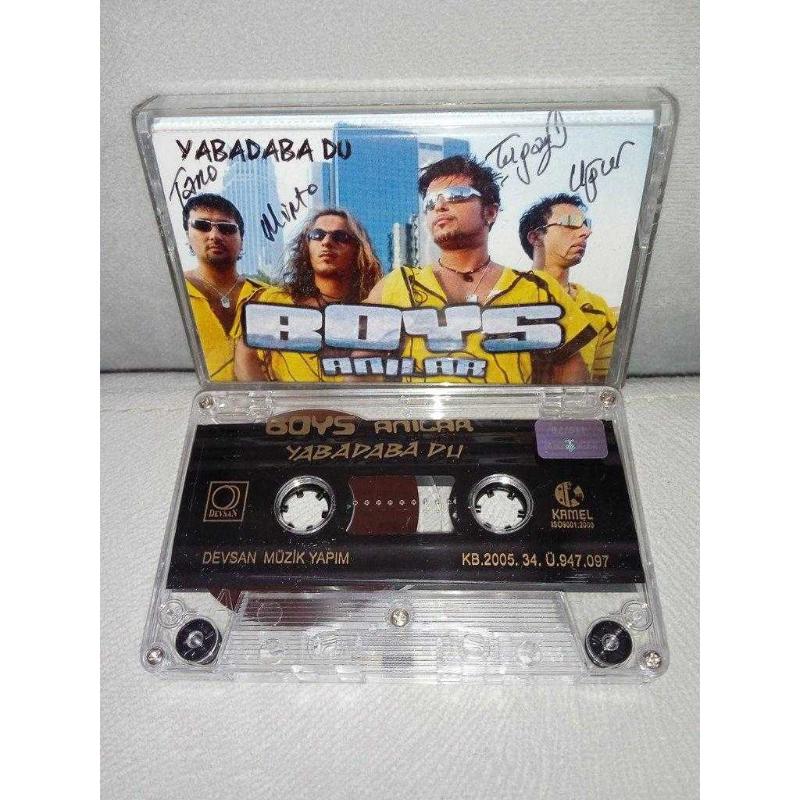 YABADABA DU
Tano
Minto
Turgay
Uğur
BOYS
ANILAR
BOYS ANILAR
YABADABA DU
DEVSAN
KAMEL
ISO9001:2000
DEVSAN MÜZİK YAPIM
KB.2005. 34. Ü.947.097